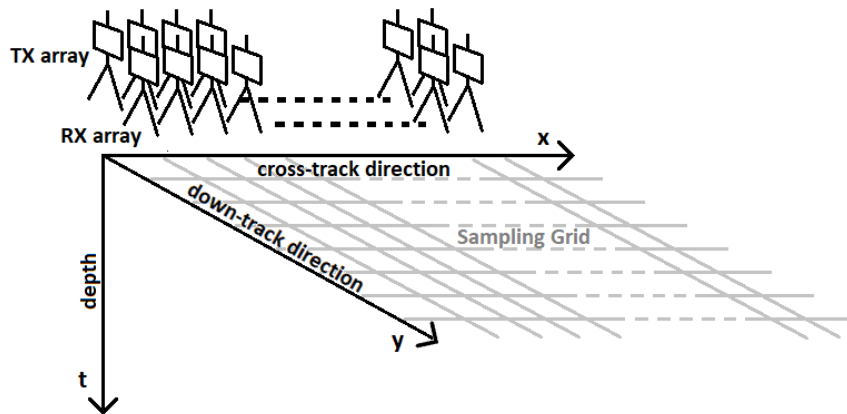 TX array
RX array
x
cross-track direction
down-track direction
Sampling Grid
depth
y
t